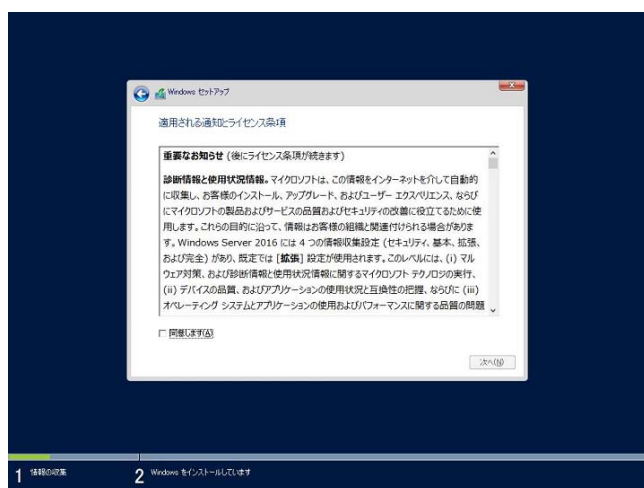 Windows セットアップ
適用される通知とライセンス条項
重要なお知らせ (後にライセンス条項が続きます)
診断情報と使用状況情報。マイクロソフトは、この情報をインターネットを介して自動的
に収集し、お客様のインストール、アップグレード、およびユーザー エクスペリエンス、ならび
にマイクロソフトの製品およびサービスの品質およびセキュリティの改善に役立てるために使
用します。これらの目的に沿って、情報はお客様の組織と関連付けられる場合がありま
す。Windows Server 2016 には 4 つの情報収集設定 (セキュリティ、基本、拡張、
および完全) があり、既定では [拡張] 設定が使用されます。このレベルには、(i) マル
ウェア対策、および診断情報と使用状況情報に関するマイクロソフト テクノロジの実行、
(ii) デバイスの品質、およびアプリケーションの使用状況と互換性の把握、ならびに (iii)
オペレーティング システムとアプリケーションの使用およびパフォーマンスに関する品質の問題
同意します(A)
次へ(N)
1 情報の収集
2 Windows をインストールしています